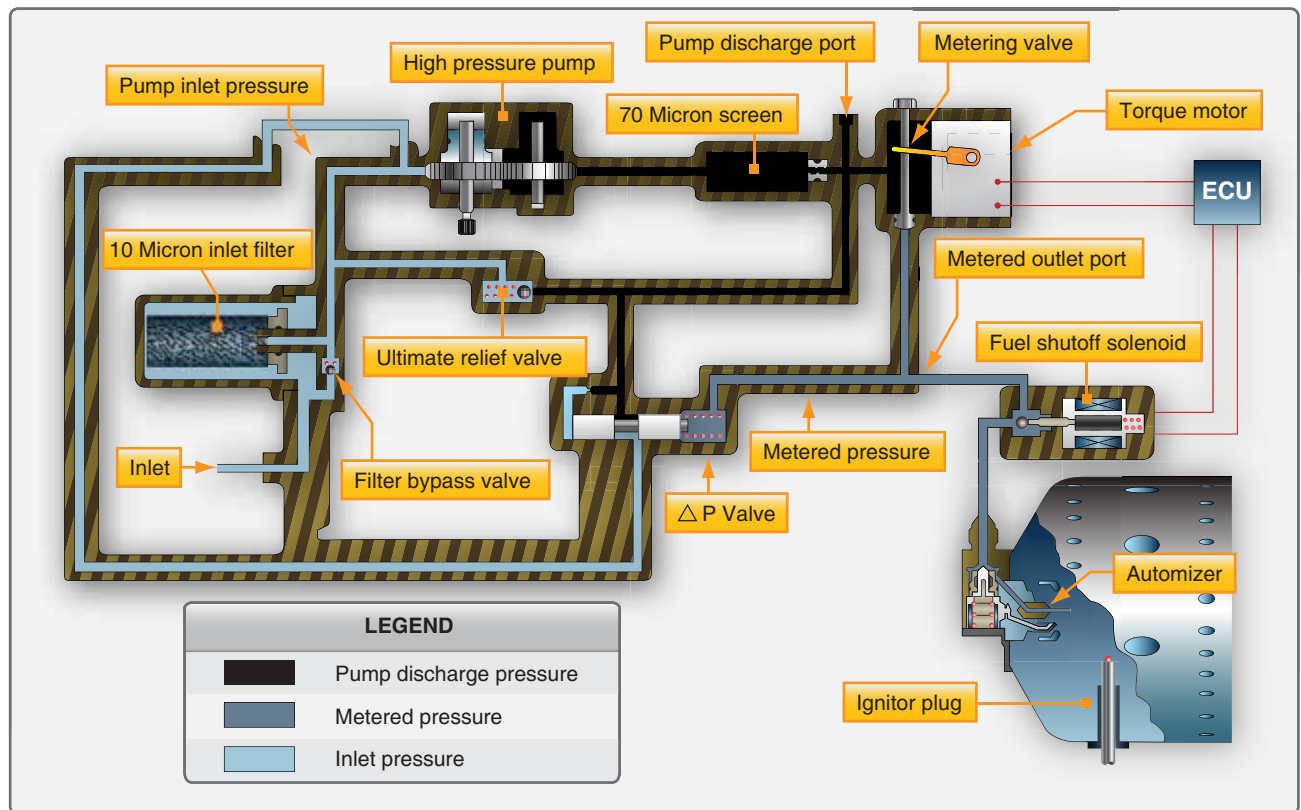 Pump discharge port
Metering valve
High pressure pump
Pump inlet pressure
70 Micron screen
Torque motor
ECU
10 Micron inlet filter
Metered outlet port
Ultimate relief valve
Fuel shutoff solenoid
Inlet
Filter bypass valve
Metered pressure
△ P Valve
Automizer
Ignitor plug
LEGEND
Pump discharge pressure
Metered pressure
Inlet pressure